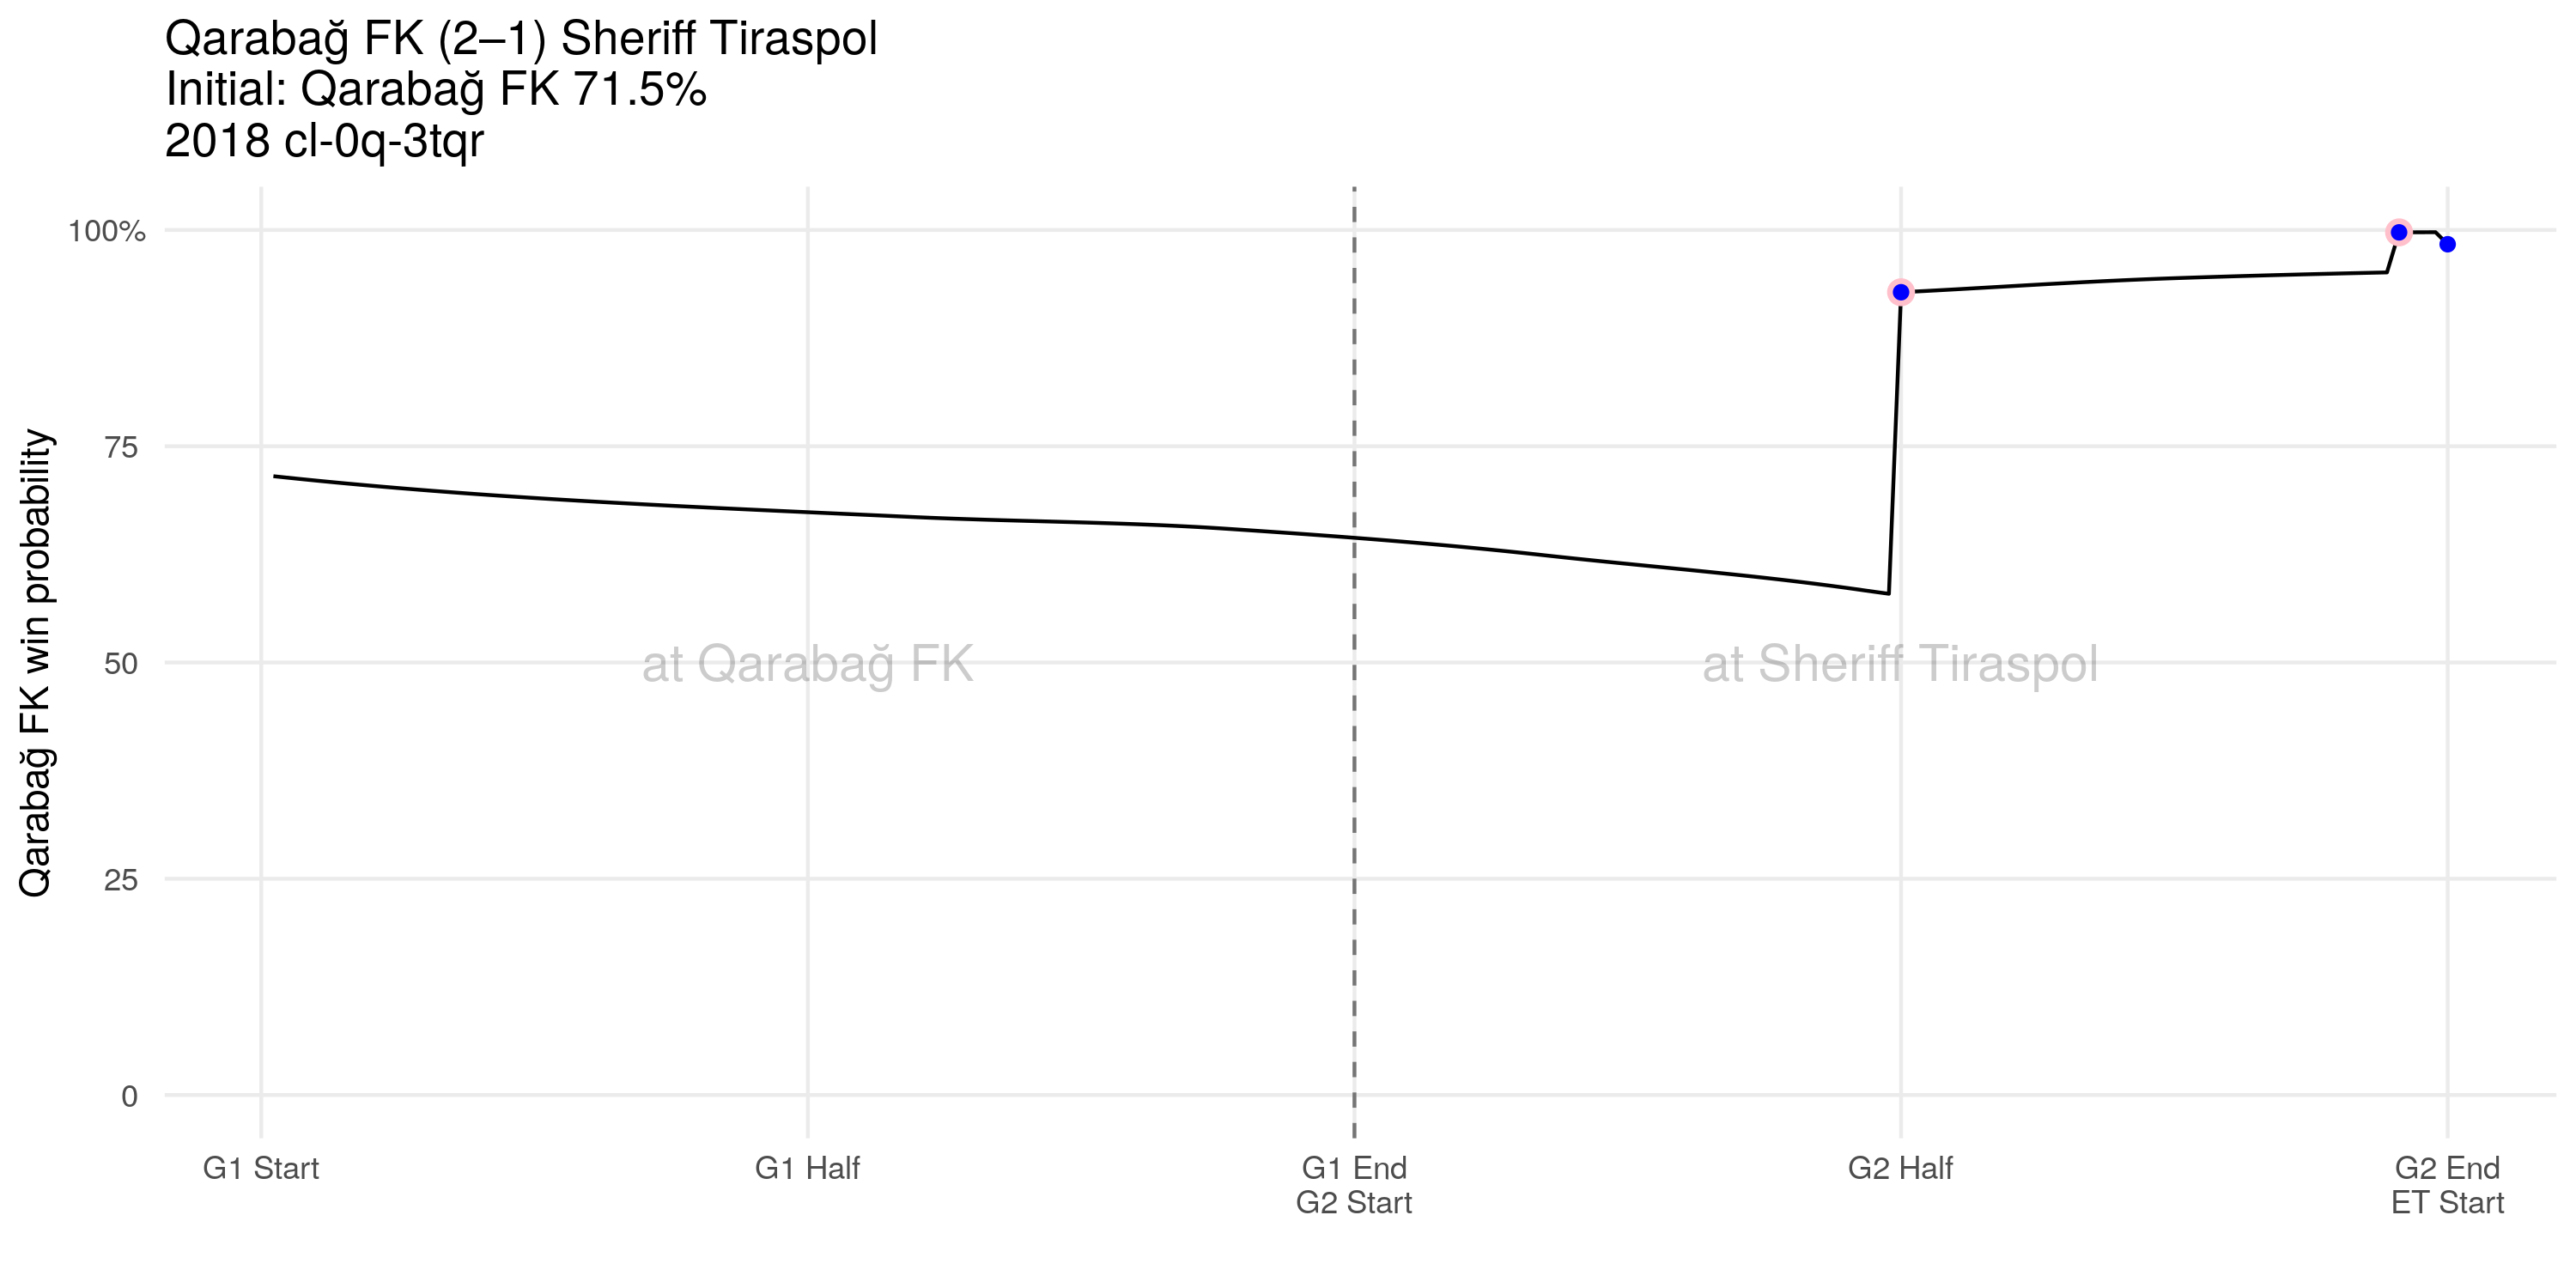 Qarabağ FK (2–1) Sheriff Tiraspol
Initial: Qarabağ FK 71.5%
2018 cl-0q-3tqr
Qarabağ FK win probability
100%
75
50
25
0
at Qarabağ FK
at Sheriff Tiraspol
G1 Start
G1 Half
G1 End
G2 Start
G2 Half
G2 End
ET Start